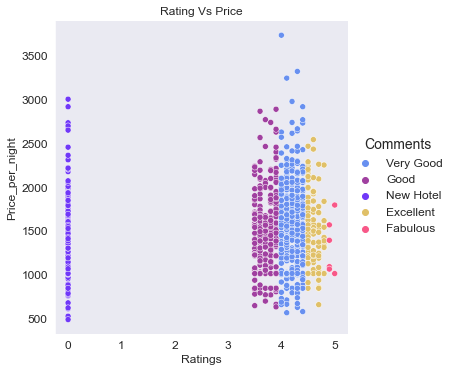 Rating Vs Price
Price_per_night
3500
3000
2500
2000
1500
1000
500
0 1 2 3 4 5
Ratings
Comments
Very Good
Good
New Hotel
Excellent
Fabulous